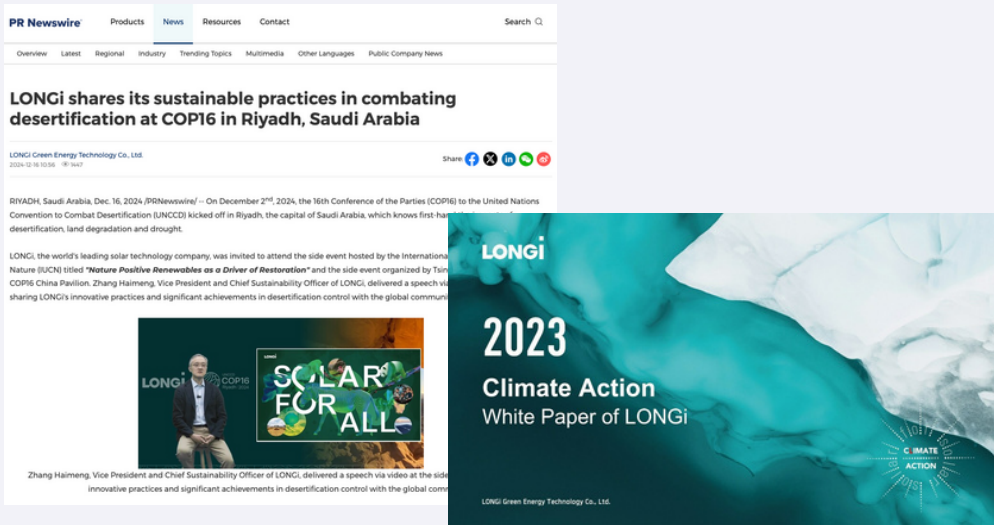 PR Newswire
Products
News
Resources
Contact
Search
Overview
Latest
Regional
Industry
Trending Topics
Multimedia
Other Languages
Public Company News
LONGi shares its sustainable practices in combating
desertification at COP16 in Riyadh, Saudi Arabia
LONGi Green Energy Technology Co., Ltd.
2024-12-16 10:56
1447
Share:
RIYADH, Saudi Arabia, Dec. 16, 2024 /PRNewswire/ -- On December 2nd, 2024, the 16th Conference of the Parties (COP16) to the United Nations
Convention to Combat Desertification (UNCCD) kicked off in Riyadh, the capital of Saudi Arabia, which knows first-
desertification, land degradation and drought.
LONGi, the world's leading solar technology company, was invited to attend the side event hosted by the
Nature (IUCN) titled "Nature Positive Renewables as a Driver of Restoration" and the side event organized by
COP16 China Pavilion. Zhang Haimeng, Vice President and Chief Sustainability Officer of LONGi, delivered a speech
sharing LONGi's innovative practices and significant achievements in desertification control with the global
LONGi
COP16
LONGi
SOLAR
FOR
ALL
Zhang Haimeng, Vice President and Chief Sustainability Officer of LONGi, delivered a speech via video at the side
innovative practices and significant achievements in desertification control with the global
LONGi
2023
Climate Action
White Paper of LONGi
CLIMATE
ACTION
LONGi Green Energy Technology Co., Ltd.